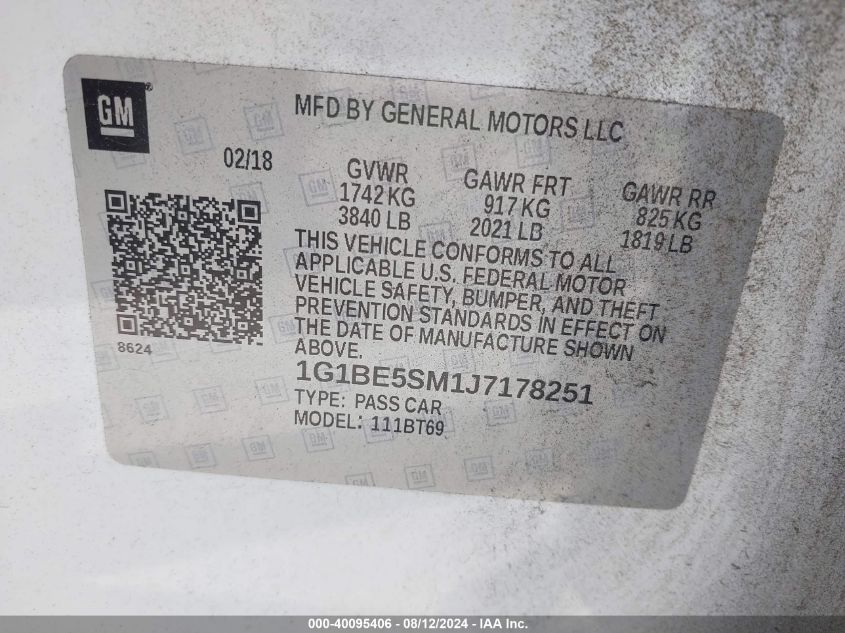 GM
MFD BY GENERAL MOTORS LLC
02/18
GVWR GAWR FRT GAWR RR
1742 KG 917 KG 825 KG
3840 LB 2021 LB 1819 LB
THIS VEHICLE CONFORMS TO ALL
APPLICABLE U.S. FEDERAL MOTOR
VEHICLE SAFETY, BUMPER, AND THEFT
PREVENTION STANDARDS IN EFFECT ON
THE DATE OF MANUFACTURE SHOWN
ABOVE.
8624
1G1BE5SM1J7178251
TYPE: PASS CAR
MODEL: 111BT69
000-40095406 - 08/12/2024 - IAA Inc.